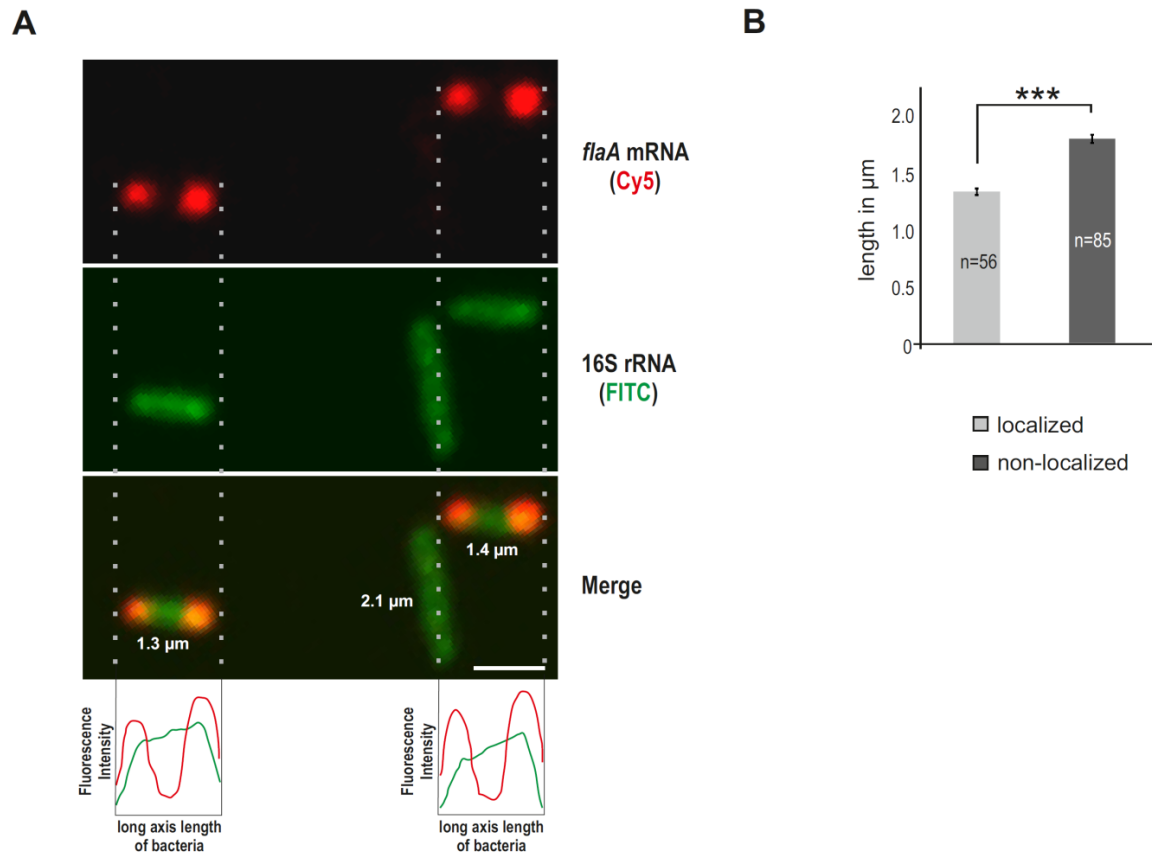 A
flaA mRNA
(Cy5)
16S rRNA
(FITC)
1.4 µm
2.1 µm
1.3 µm
Merge
Fluorescence
Intensity
long axis length
of bacteria
Fluorescence
Intensity
long axis length
of bacteria
B
***
2.0
1.5
1.0
0.5
0
length in µm
n=56
n=85
localized
non-localized